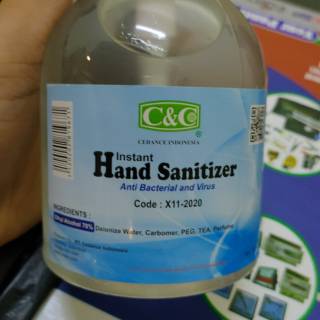 C&C ®
CEDANCE INDONESIA
Instant
Hand Sanitizer
Anti Bacterial and Virus
Code : X11-2020
INGREDIENTS :
Ethyl Alcohol 70% Deionize Water, Carbomer, PEG, TEA, Perfume